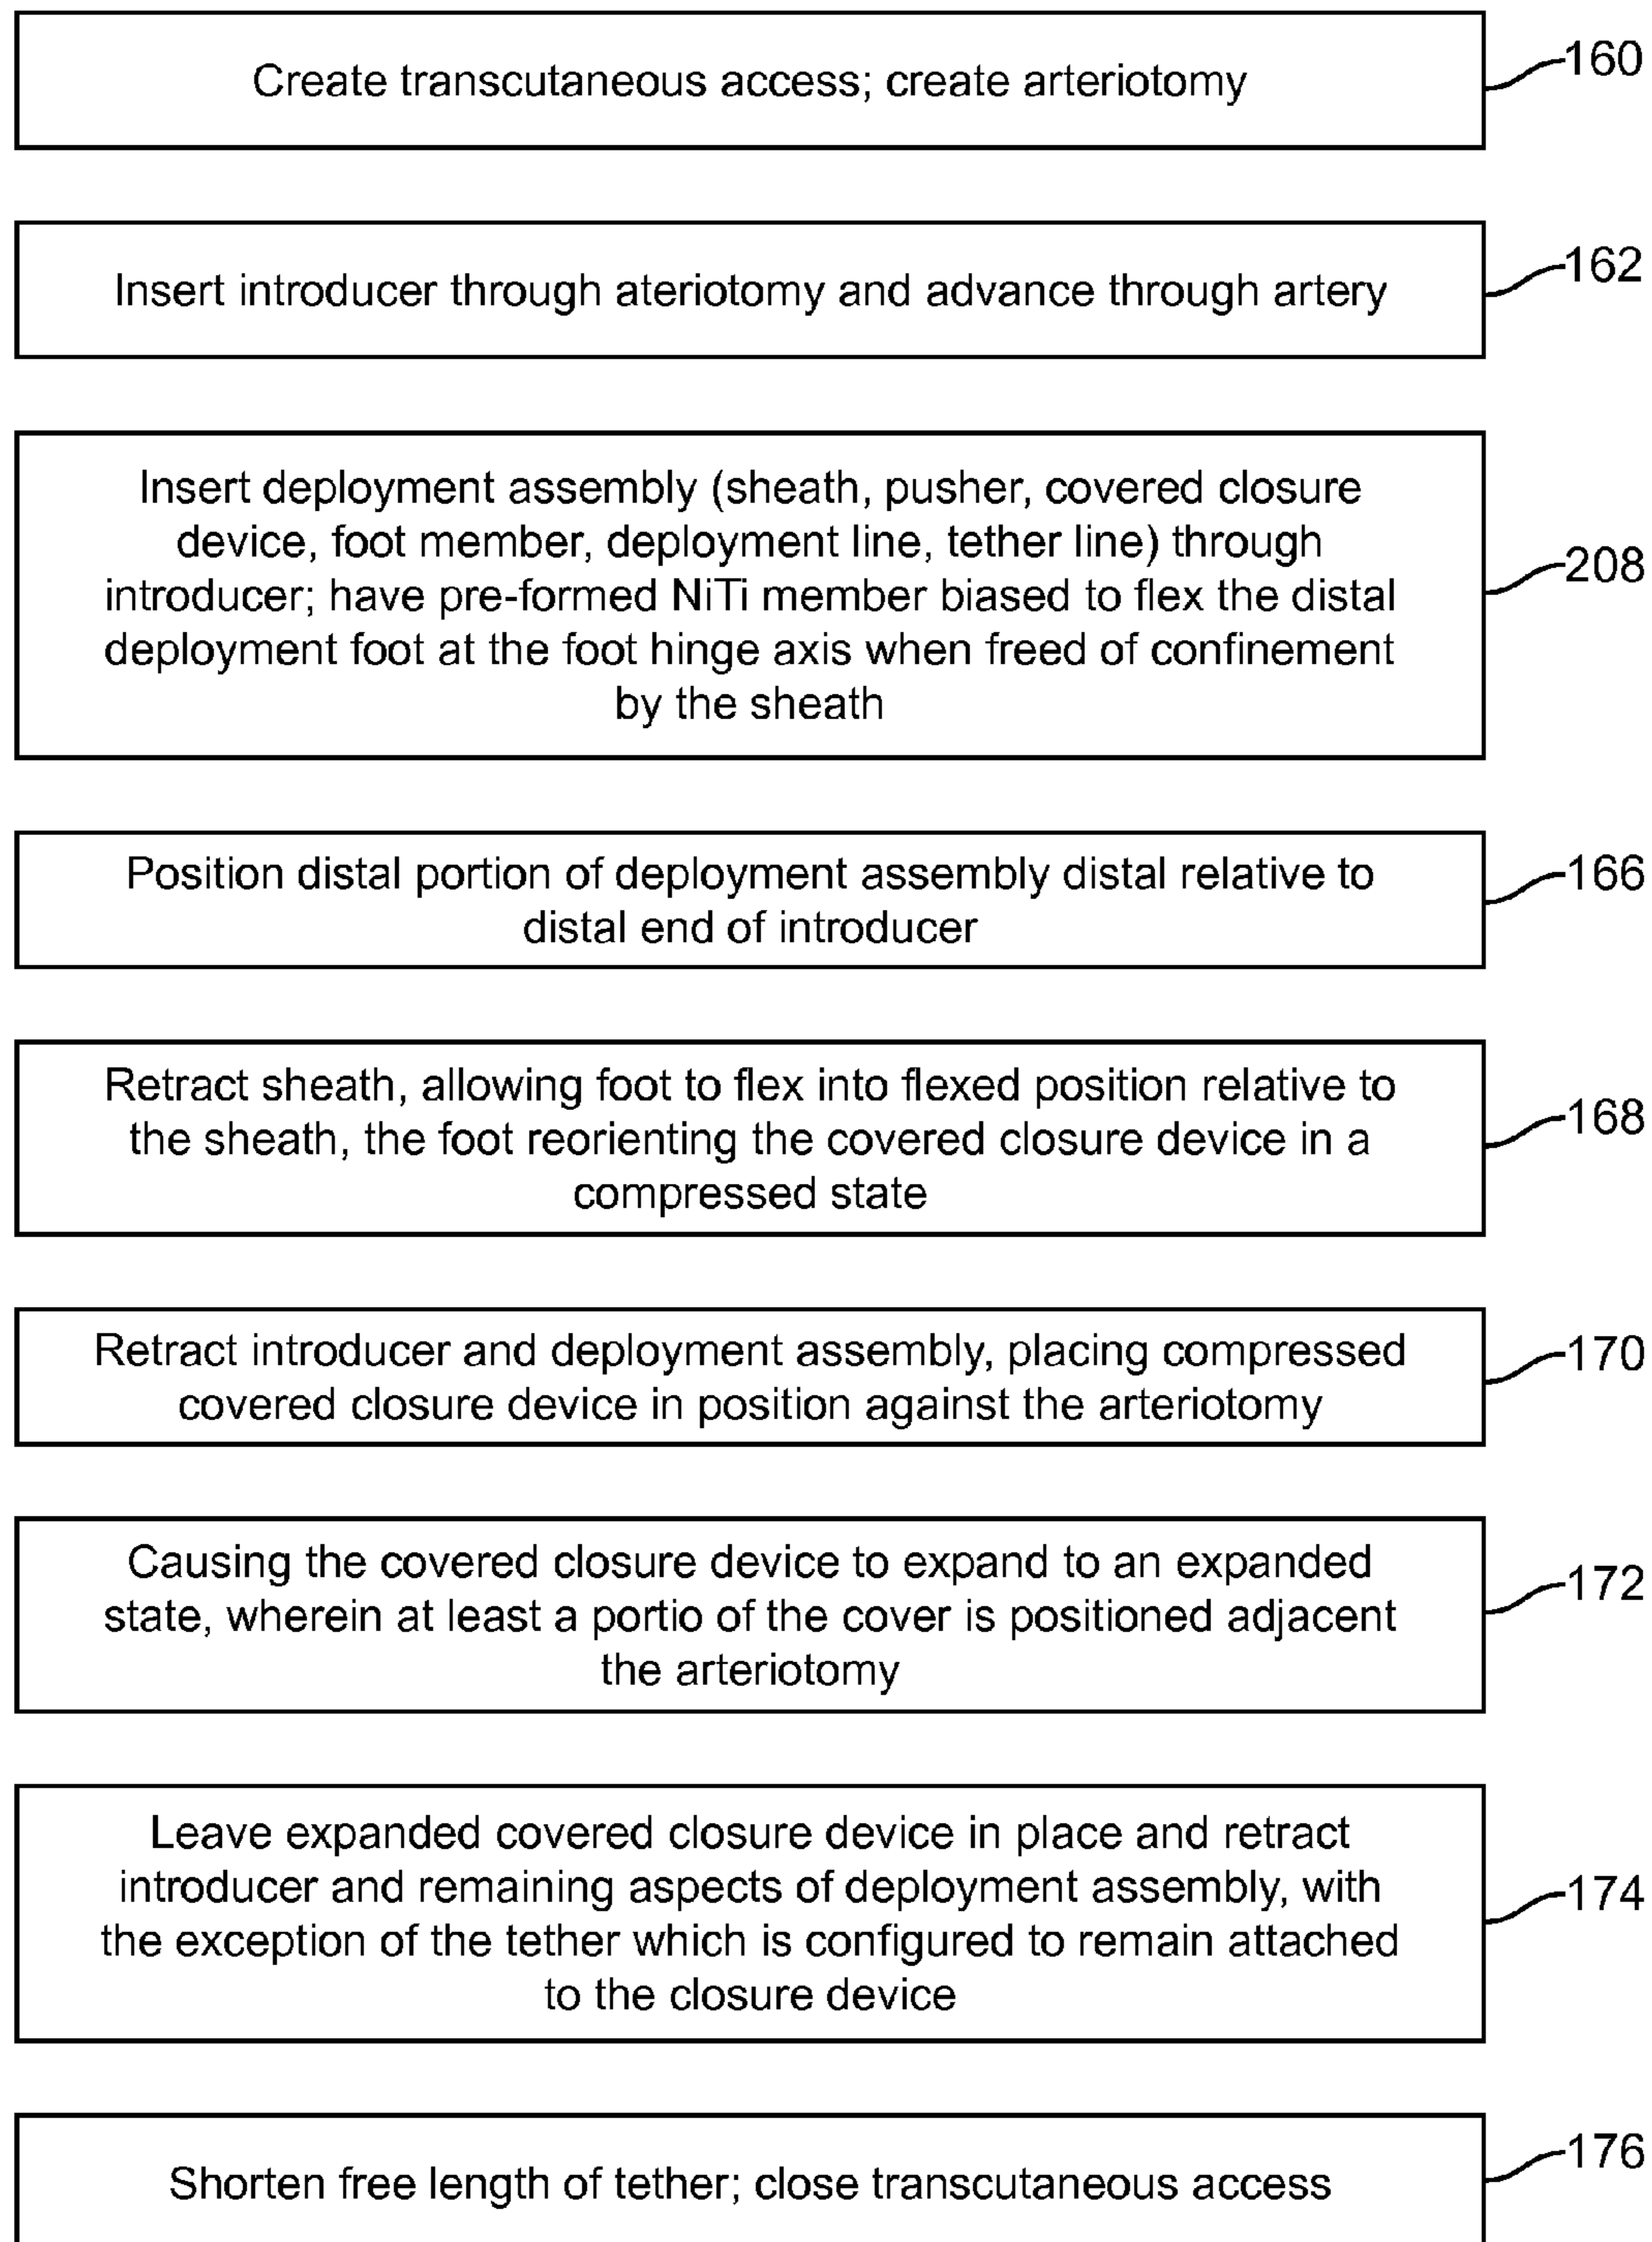 Create transcutaneous access; create arteriotomy
160
Insert introducer through ateriotomy and advance through artery
162
Insert deployment assembly (sheath, pusher, covered closure
device, foot member, deployment line, tether line) through
introducer; have pre-formed NiTi member biased to flex the distal
deployment foot at the foot hinge axis when freed of confinement
by the sheath
208
Position distal portion of deployment assembly distal relative to
distal end of introducer
166
Retract sheath, allowing foot to flex into flexed position relative to
the sheath, the foot reorienting the covered closure device in a
compressed state
168
Retract introducer and deployment assembly, placing compressed
covered closure device in position against the arteriotomy
170
Causing the covered closure device to expand to an expanded
state, wherein at least a portio of the cover is positioned adjacent
the arteriotomy
172
Leave expanded covered closure device in place and retract
introducer and remaining aspects of deployment assembly, with
the exception of the tether which is configured to remain attached
to the closure device
174
Shorten free length of tether; close transcutaneous access
176